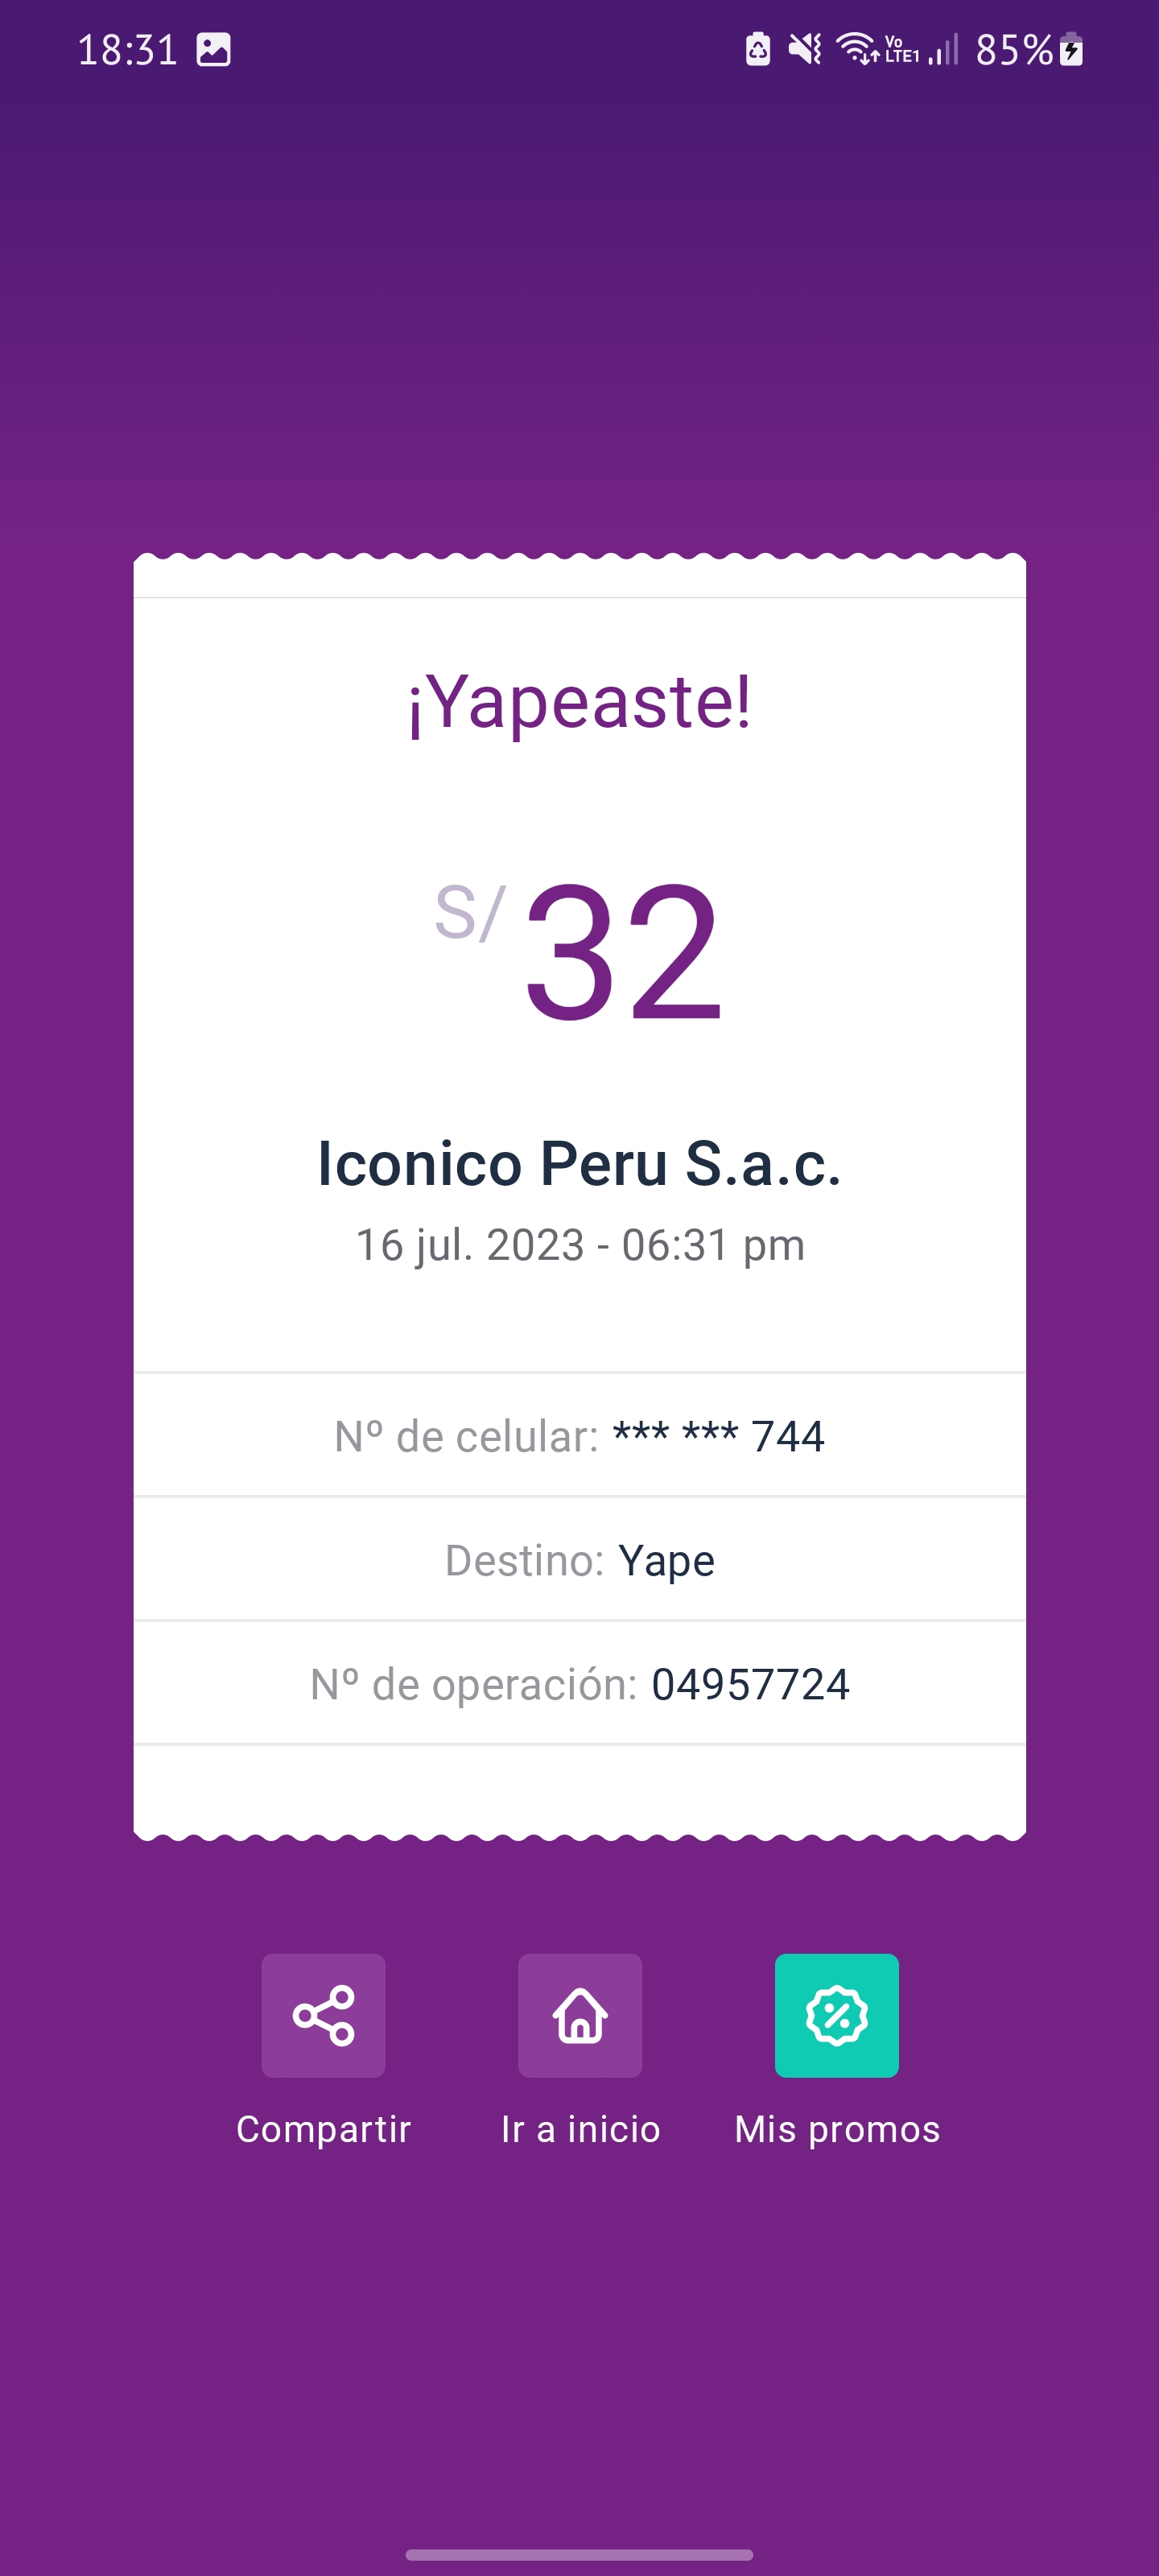 18:31 Vo LTE1 85%
¡Yapeaste!
S/ 32
Iconico Peru S.a.c.
16 jul. 2023 - 06:31 pm
Nº de celular: *** *** 744
Destino: Yape
Nº de operación: 04957724
Compartir Ir a inicio Mis promos